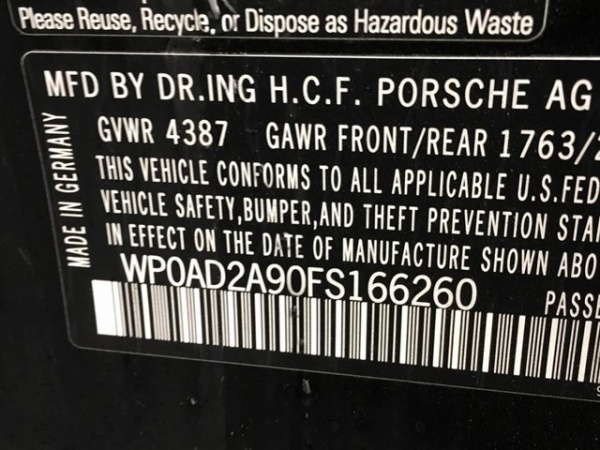 Please Reuse, Recycle, or Dispose as Hazardous Waste
MFD BY DR.ING H.C.F. PORSCHE AG
GVWR 4387 GAWR FRONT/REAR 1763/
THIS VEHICLE CONFORMS TO ALL APPLICABLE U.S.FED
VEHICLE SAFETY,BUMPER,AND THEFT PREVENTION STA
IN EFFECT ON THE DATE OF MANUFACTURE SHOWN ABO
WP0AD2A90FS166260 PASSE
MADE IN GERMANY